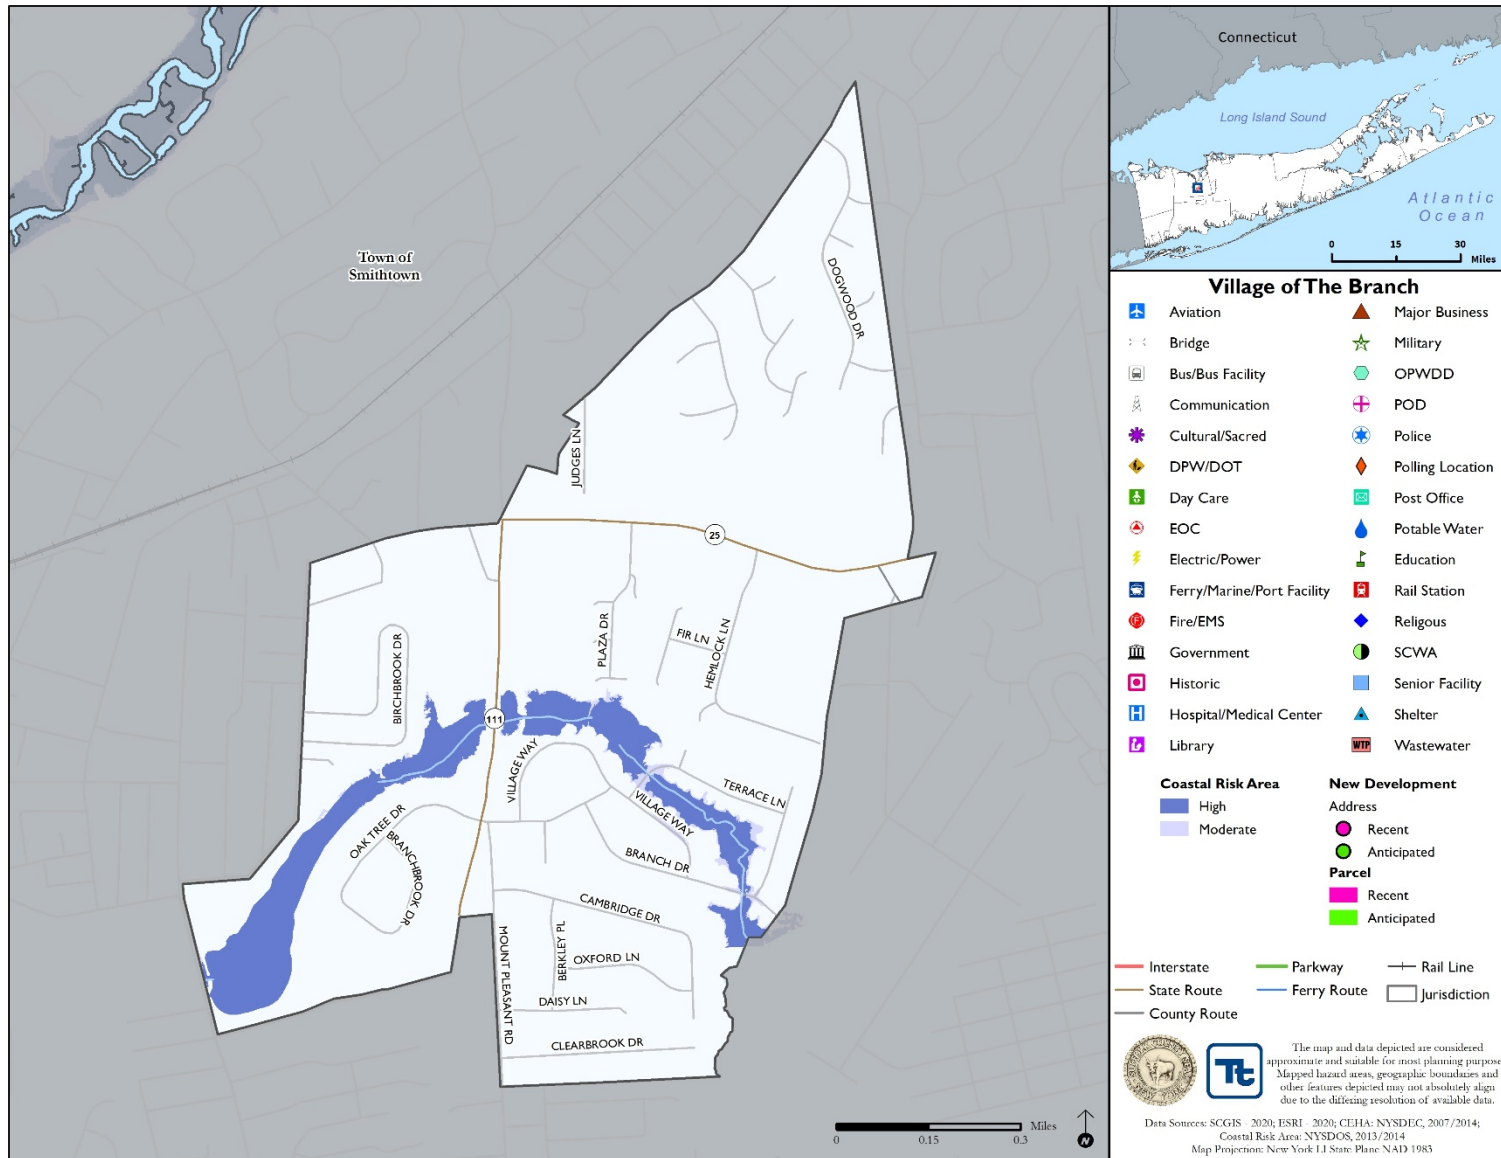 Town of
Smithtown
DOGWOOD DR
JUDGES LN
25
PLAZA DR
FIR LN
HEMLOCK LN
BIRCHBROOK DR
111
VILLAGE WAY
TERRACE LN
VILLAGE WAY
OAK TREE DR
BRANCHBROOK DR
BRANCH DR
CAMBRIDGE DR
BERKLEY PL
OXFORD LN
MOUNT PLEASANT RD
DAISY LN
CLEARBROOK DR
Miles
0 0.15 0.3
N
Connecticut
Long Island Sound
Atlantic
Ocean
0 15 30
Miles
Village of The Branch
Aviation
Bridge
Bus/Bus Facility
Communication
Cultural/Sacred
DPW/DOT
Day Care
EOC
Electric/Power
Ferry/Marine/Port Facility
Fire/EMS
Government
Historic
H Hospital/Medical Center
Library
Major Business
Military
OPWDD
POD
Police
Polling Location
Post Office
Potable Water
Education
Rail Station
Religous
SCWA
Senior Facility
Shelter
WTP Wastewater
Coastal Risk Area
High
Moderate
New Development
Address
Recent
Anticipated
Parcel
Recent
Anticipated
Interstate
State Route
County Route
Parkway
Ferry Route
Rail Line
Jurisdiction
Tt
The map and data depicted are considered
approximate and suitable for most planning purpose
Mapped hazard areas, geographic boundaries and
other features depicted may not absolutely align
due to the differing resolution of available data.
Data Sources: SCGIS - 2020; ESRI - 2020; CEHA: NYSDEC, 2007/2014;
Coastal Risk Area: NYSDOS, 2013/2014
Map Projection: New York LI State Plane NAD 1983